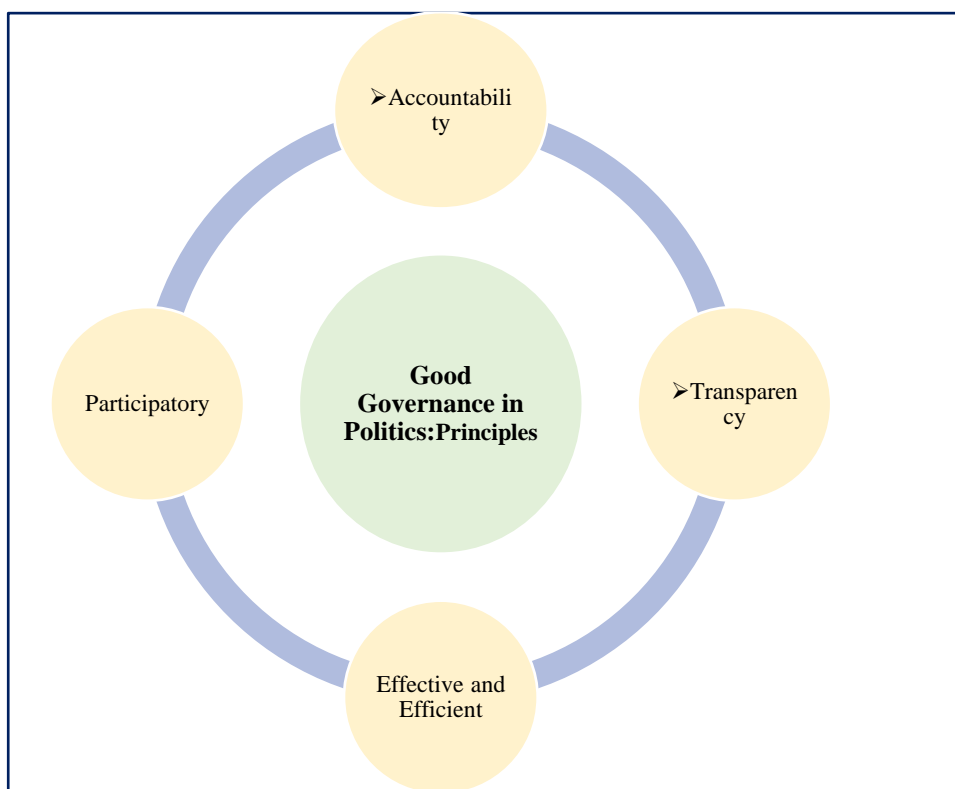 ➢Accountabili
ty
Participatory
Good
Governance in
Politics:Principles
➢Transparen
cy
Effective and
Efficient